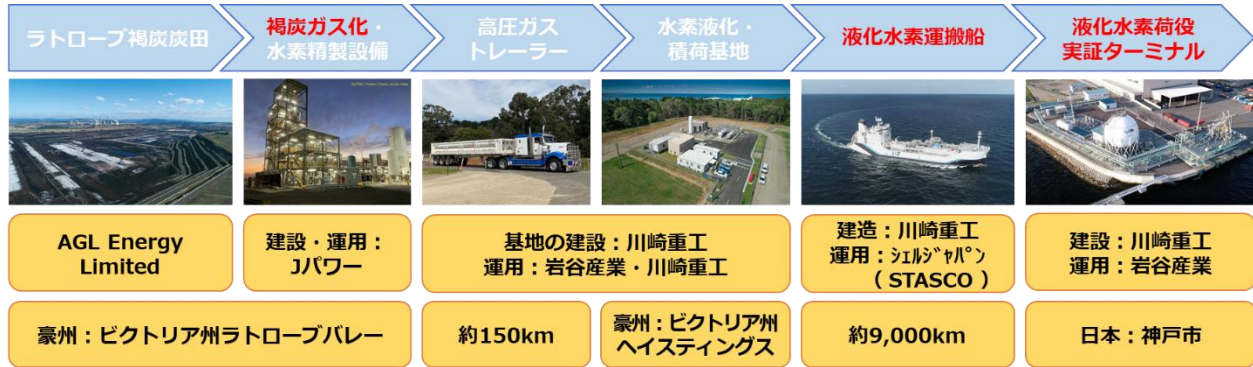 ラトローブ褐炭炭田
褐炭ガス化・
水素精製設備
高圧ガス
トレーラー
水素液化・
積荷基地
液化水素運搬船
液化水素荷役
実証ターミナル
AGL Energy
Limited
建設・運用：
Jパワー
基地の建設：川崎重工
運用：岩谷産業・川崎重工
建造：川崎重工
運用：ｼｪﾙｼﾞｬﾊﾟﾝ
（ STASCO ）
建設：川崎重工
運用：岩谷産業
豪州：ビクトリア州ラトローブバレー
約150km
豪州：ビクトリア州
ヘイスティングス
約9,000km
日本：神戸市